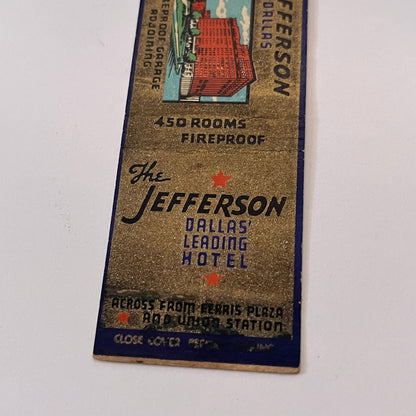 JEFFERSON
DALLAS
FIREPROOF GARAGE
ADJOINING
450 ROOMS
FIREPROOF
The
JEFFERSON
DALLAS'
LEADING
HOTEL
ACROSS FROM FERRIS PLAZA
AND UNION STATION
CLOSE COVER